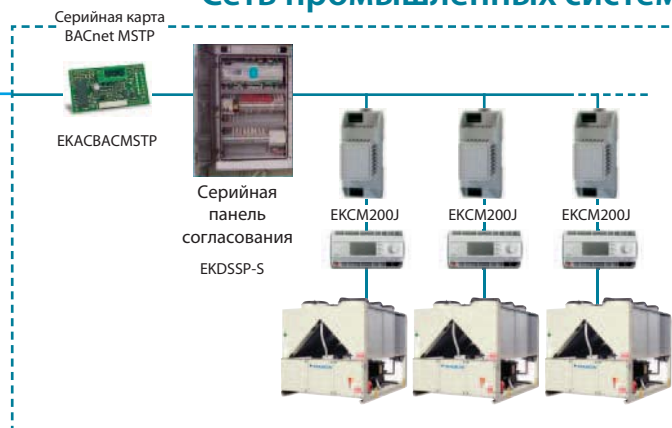 Сеть промышленных систем
Серийная карта
BACnet MSTP
EKACBACMSTP
Серийная
панель
согласования
EKDSSP-S
EKCM200J
EKCM200J
EKCM200J